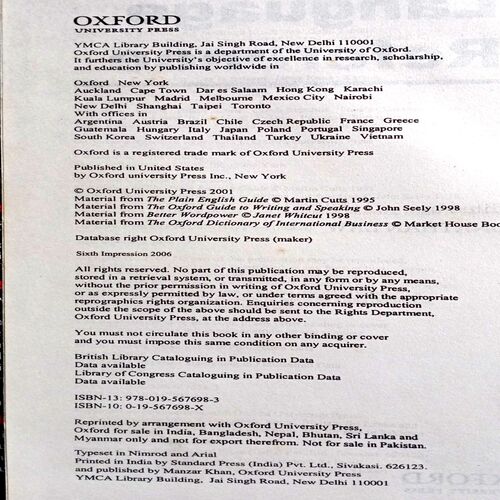 OXFORD
UNIVERSITY PRESS
YMCA Library Building, Jai Singh Road, New Delhi 110001
Oxford University Press is a department of the University of Oxford.
It furthers the University's objective of excellence in research, scholarship,
and education by publishing worldwide in
Oxford New York
Auckland Cape Town Dar es Salaam Hong Kong Karachi
Kuala Lumpur Madrid Melbourne Mexico City Nairobi
New Delhi Shanghai Taipei Toronto
With offices in
Argentina Austria Brazil Chile Czech Republic France Greece
Guatemala Hungary Italy Japan Poland Portugal Singapore
South Korea Switzerland Thailand Turkey Ukraine Vietnam
Oxford is a registered trade mark of Oxford University Press
Published in United States
by Oxford university Press Inc., New York
© Oxford University Press 2001
Material from The Plain English Guide © Martin Cutts 1995
Material from The Oxford Guide to Writing and Speaking © John Seely 1998
Material from Better Wordpower © Janet Whitcut 1998
Material from The Oxford Dictionary of International Business © Market House Boo
Database right Oxford University Press (maker)
Sixth Impression 2006
All rights reserved. No part of this publication may be reproduced,
stored in a retrieval system, or transmitted, in any form or by any means,
without the prior permission in writing of Oxford University Press,
or as expressly permitted by law, or under terms agreed with the appropriate
reprographics rights organization. Enquiries concerning reproduction
outside the scope of the above should be sent to the Rights Department,
Oxford University Press, at the address above.
You must not circulate this book in any other binding or cover
and you must impose this same condition on any acquirer.
British Library Cataloguing in Publication Data
Data available
Library of Congress Cataloguing in Publication Data
Data available
ISBN-13: 978-019-567698-3
ISBN-10: 0-19-567698-X
Reprinted by arrangement with Oxford University Press,
Oxford for sale in India, Bangladesh, Nepal, Bhutan, Sri Lanka and
Myanmar only and not for export therefrom. Not for sale in Pakistan.
Typeset in Nimrod and Arial
Printed in India by Standard Press (India) Pvt. Ltd., Sivakasi. 626123.
and published by Manzar Khan, Oxford University Press
YMCA Library Building, Jai Singh Road, New Delhi 110001